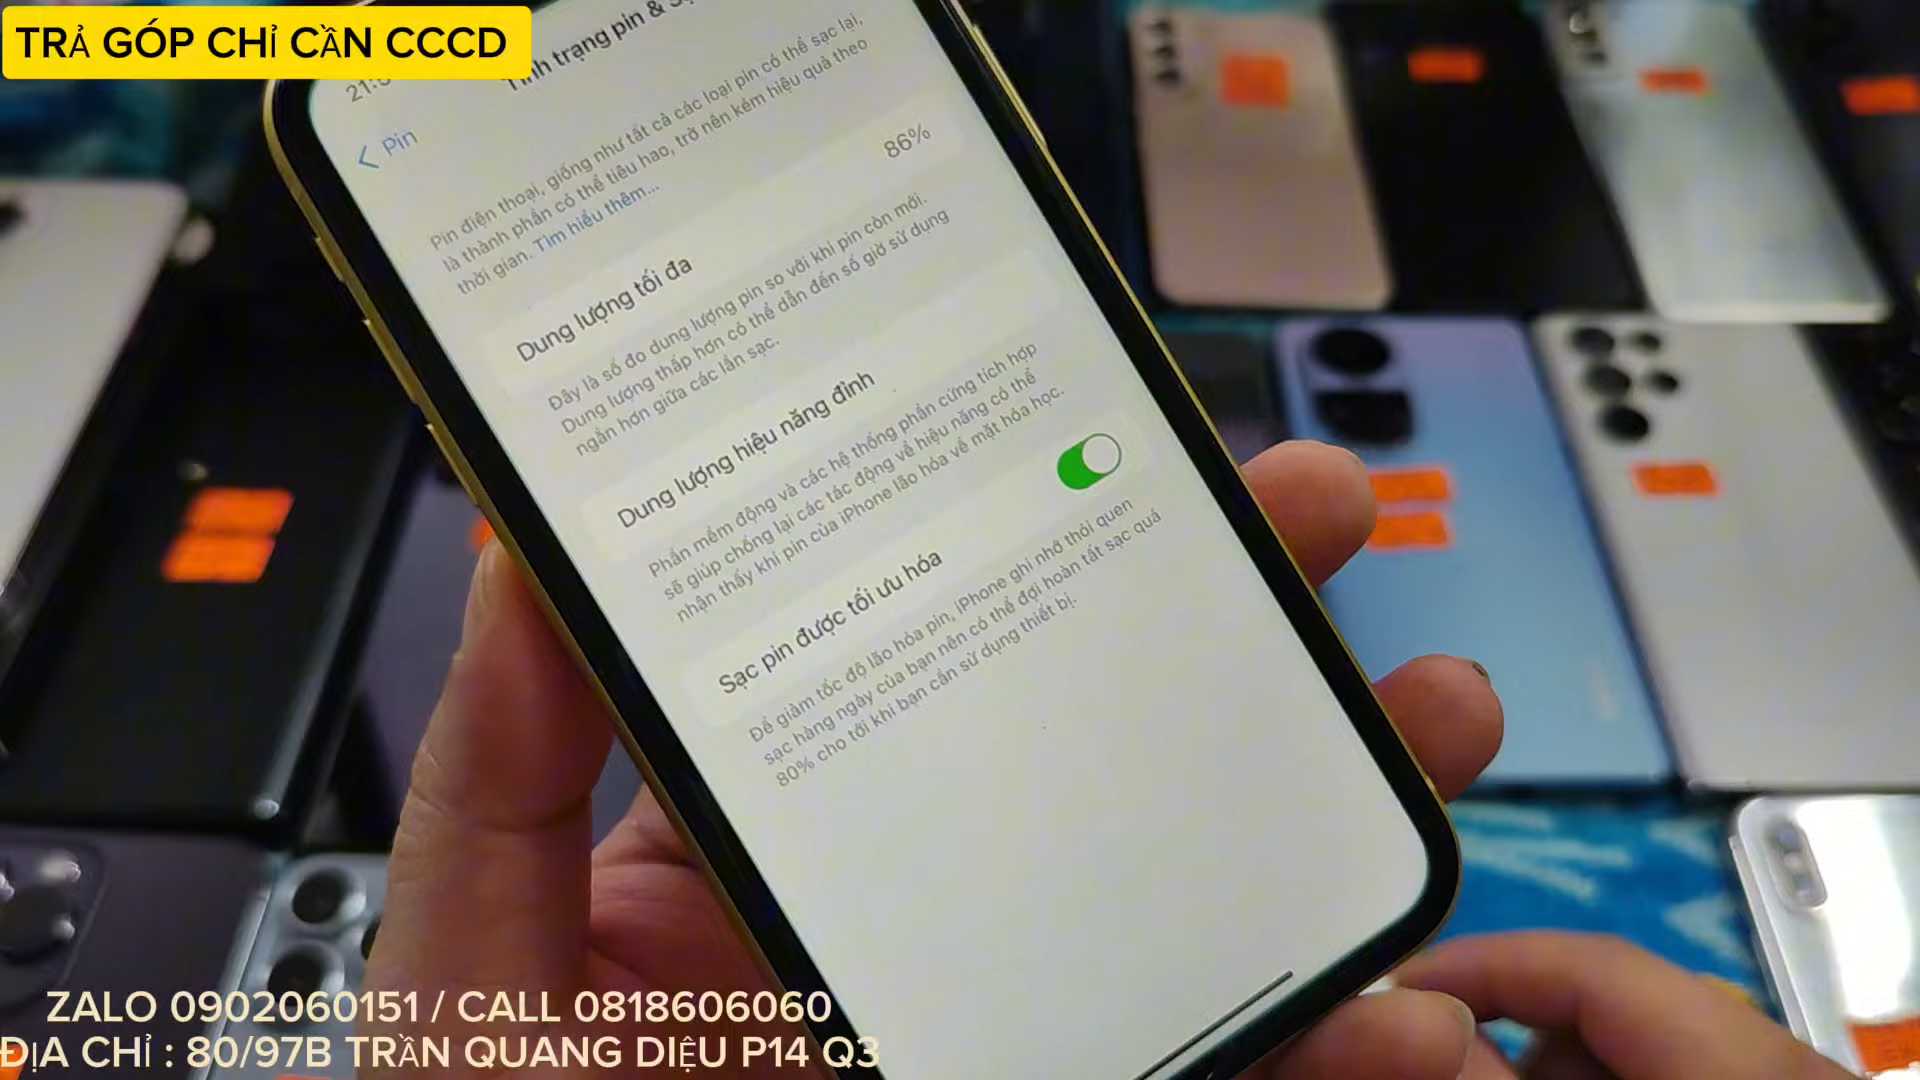 TRẢ GÓP CHỈ CẦN CCCD
Tình trạng pin &
Pin
Pin điện thoại, giống như tất cả các loại pin có thể sạc lại,
là thành phần có thể tiêu hao, trở nên kém hiệu quả theo
thời gian. Tìm hiểu thêm...
Dung lượng tối đa 86%
Đây là số đo dung lượng pin so với khi pin còn mới.
Dung lượng thấp hơn có thể dẫn đến số giờ sử dụng
ngắn hơn giữa các lần sạc.
Dung lượng hiệu năng đỉnh
Phần mềm động và các hệ thống phần cứng tích hợp
sẽ giúp chống lại các tác động về hiệu năng có thể
nhận thấy khi pin của iPhone lão hóa về mặt hóa học.
Sạc pin được tối ưu hóa
Để giảm tốc độ lão hóa pin, iPhone ghi nhớ thói quen
sạc hàng ngày của bạn nên có thể đợi hoàn tất sạc quá
80% cho tới khi bạn cần sử dụng thiết bị.
ZALO 0902060151 / CALL 0818606060
ĐỊA CHỈ : 80/97B TRẦN QUANG DIỆU P14 Q3